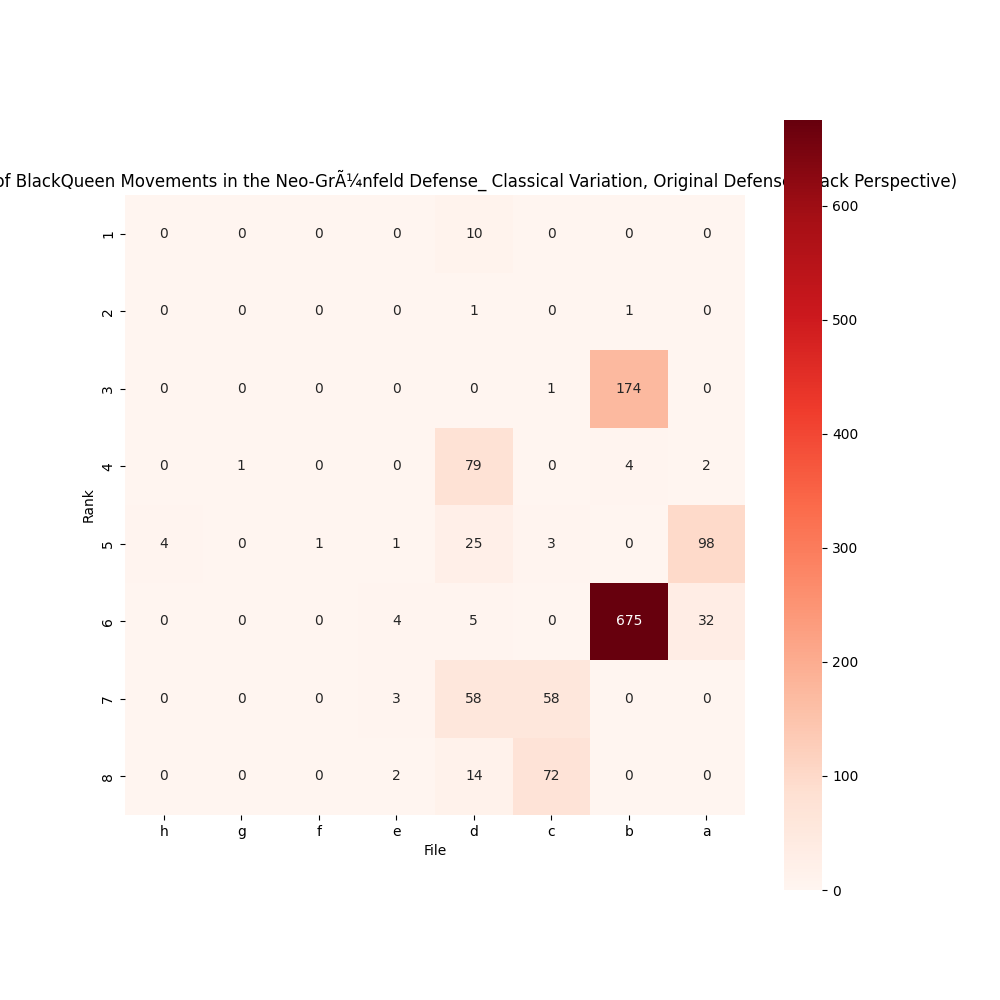 of BlackQueen Movements in the Neo-GrÃ¼nfeld Defense_ Classical Variation, Original Defense ack Perspective)
1 0 0 0 0 10 0 0 0
2 0 0 0 0 1 0 1 0
3 0 0 0 0 0 1 174 0
4 0 1 0 0 79 0 4 2
Rank
5 4 0 1 1 25 3 0 98
6 0 0 0 4 5 0 675 32
7 0 0 0 3 58 58 0 0
8 0 0 0 2 14 72 0 0
h g f e d c b a
File
600
500
400
300
200
100
0